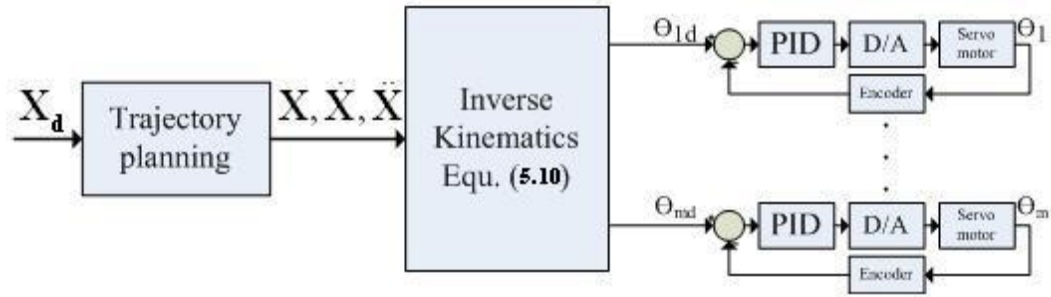 X_d
Trajectory
planning
X, Ẋ, Ẍ
Inverse
Kinematics
Equ. (5.10)
Θ1d
PID
D/A
Servo
motor
Θ1
Encoder
Θmd
PID
D/A
Servo
motor
Θm
Encoder